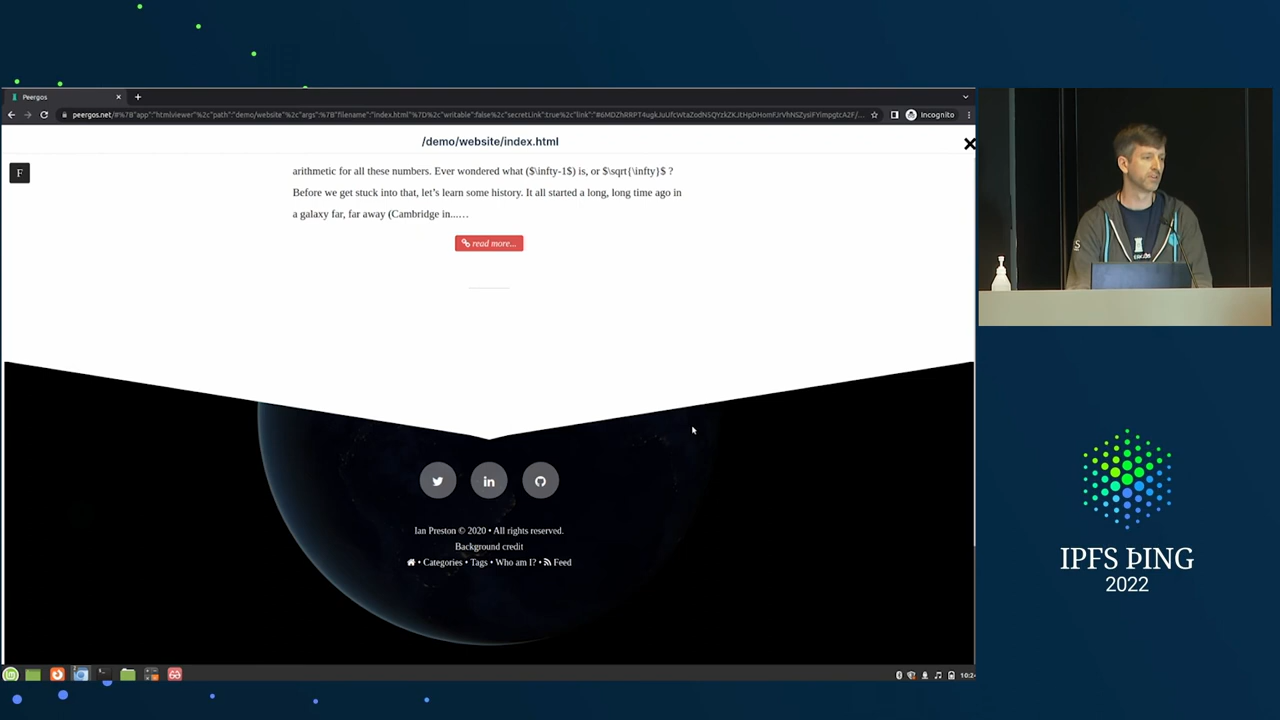 Peergos
/demo/website/index.html
Incognito
F
arithmetic for all these numbers. Ever wondered what ($\infty-1$) is, or $\sqrt{\infty}$ ?
Before we get stuck into that, let's learn some history. It all started a long, long time ago in
a galaxy far, far away (Cambridge in...…
read more...
Ian Preston © 2020 • All rights reserved.
Background credit
• Categories • Tags • Who am I? • Feed
IPFS ÞING
2022